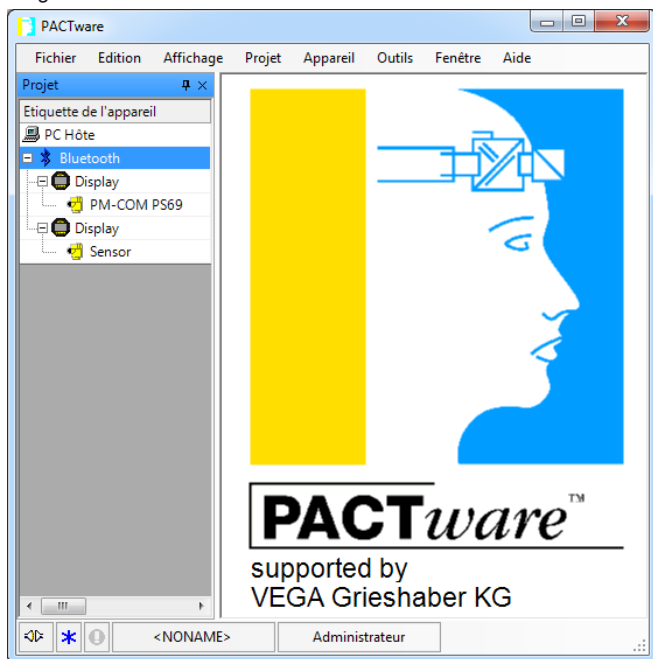 PACTware
Fichier Edition Affichage Projet Appareil Outils Fenêtre Aide
Projet
Etiquette de l'appareil
PC Hôte
Bluetooth
Display
PM-COM PS69
Display
Sensor
PACTware™
supported by
VEGA Grieshaber KG
<NONAME> Administrateur